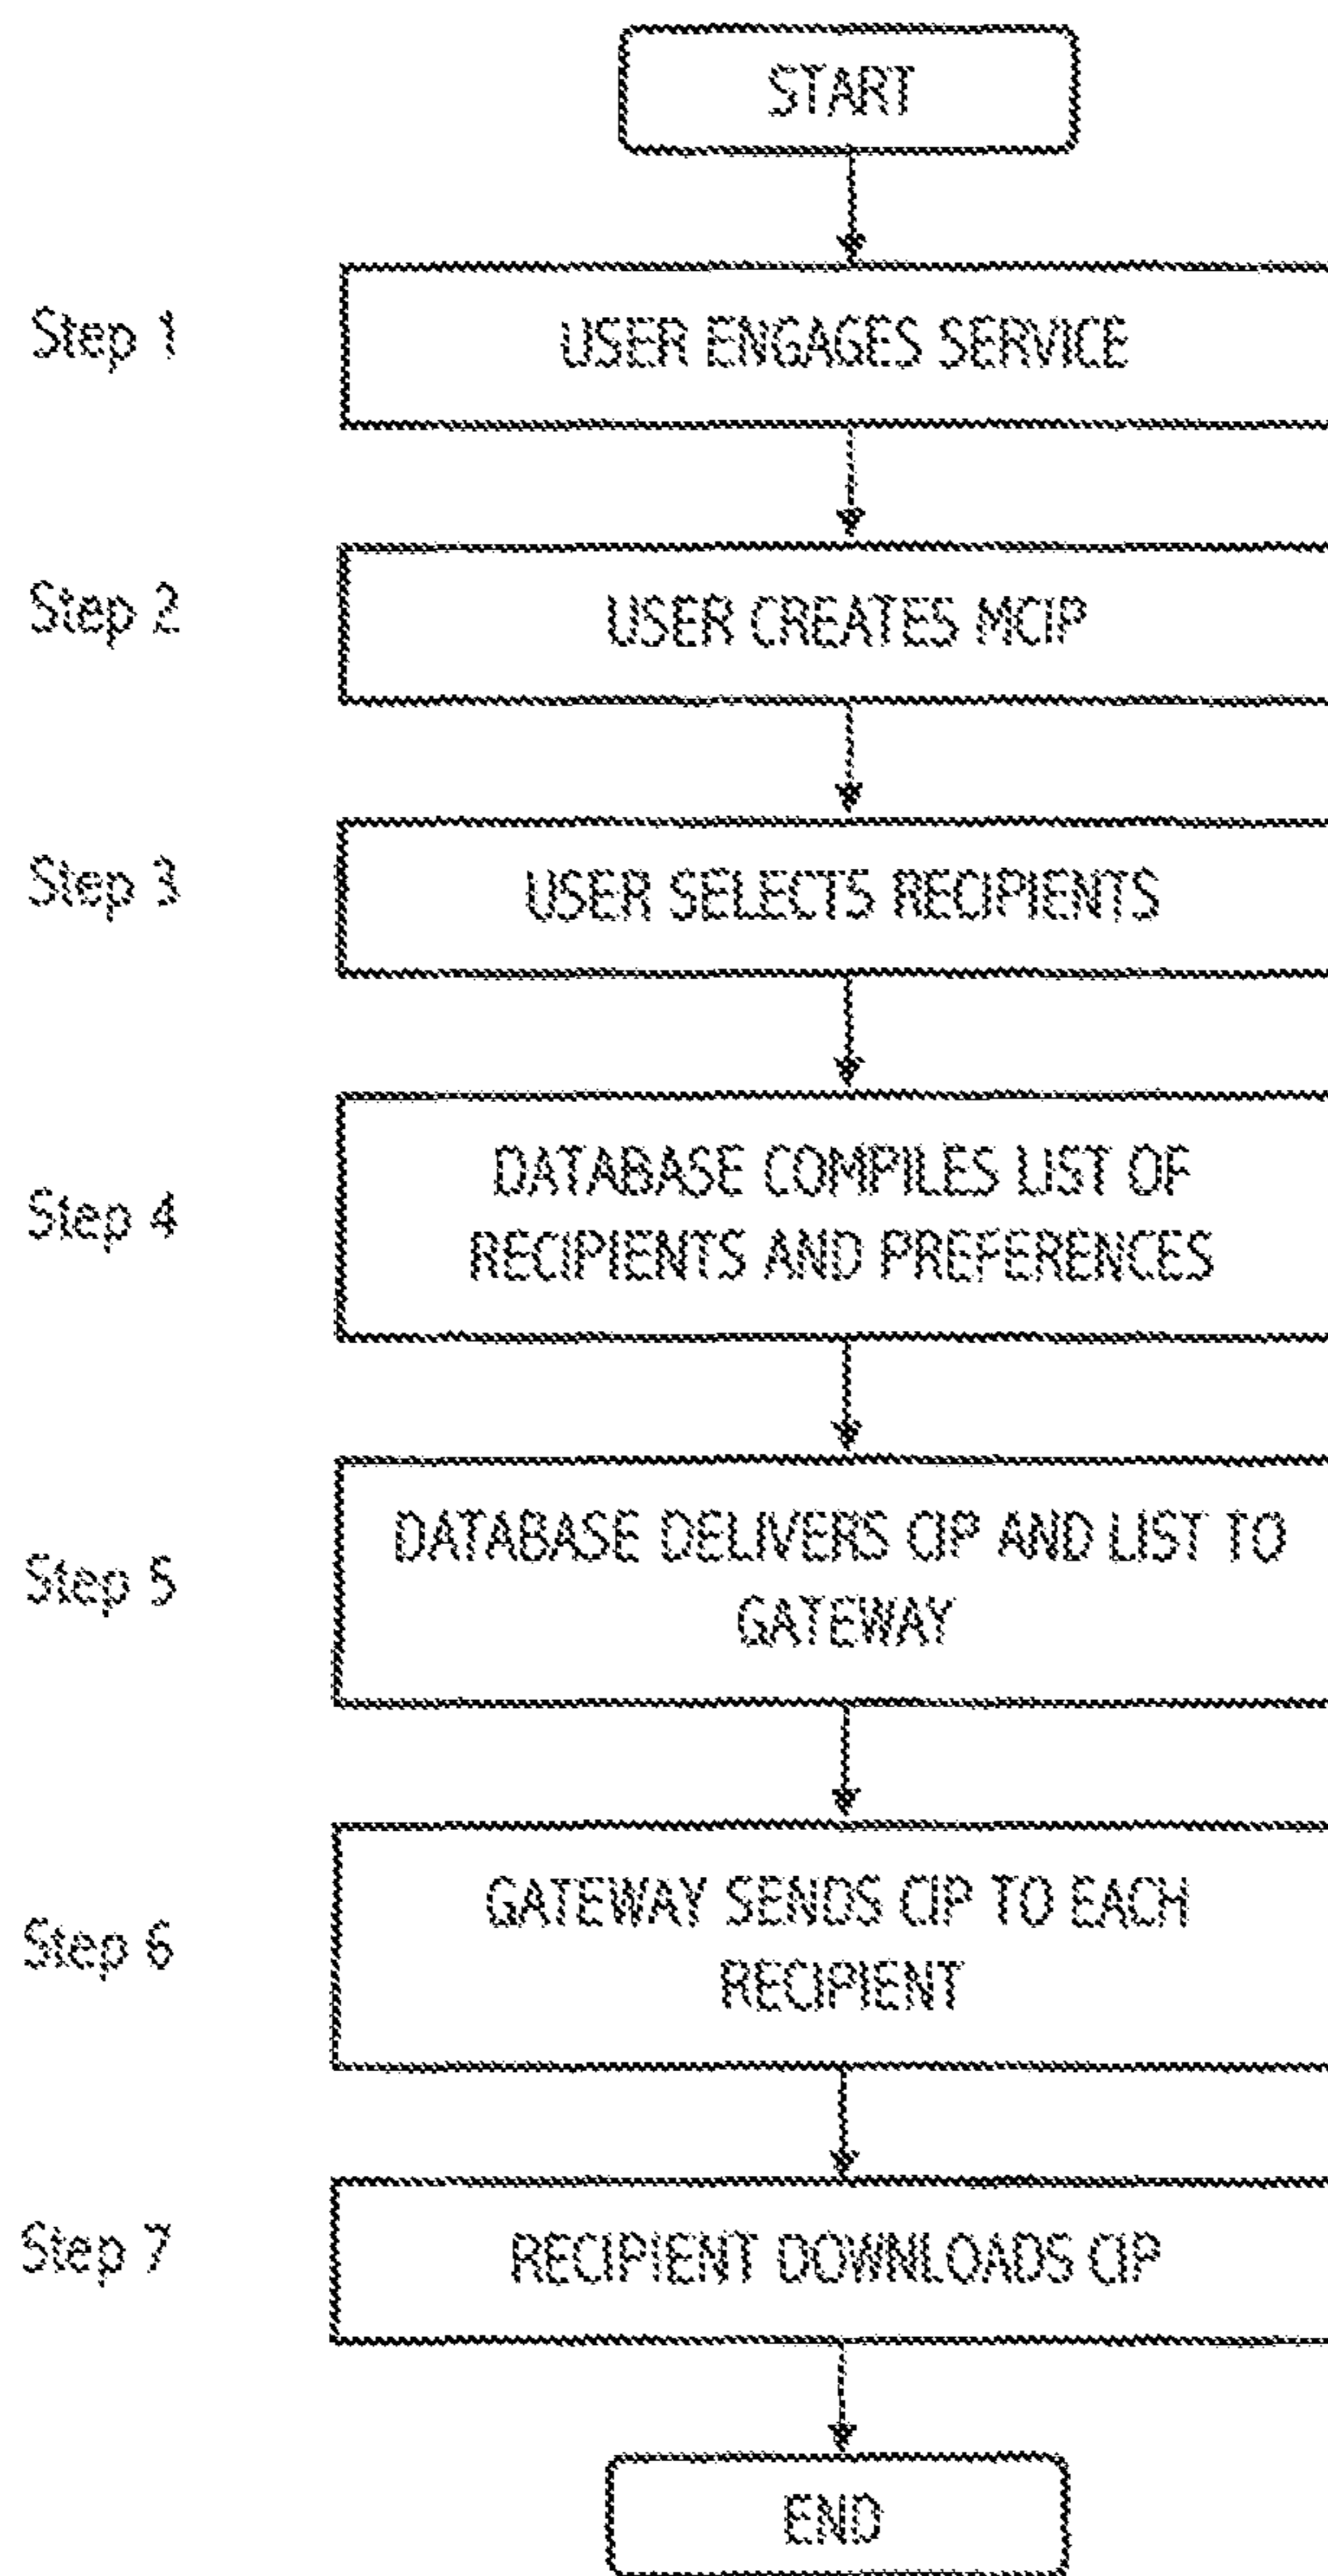 START
Step 1
USER ENGAGES SERVICE
Step 2
USER CREATES MCIP
Step 3
USER SELECTS RECIPIENTS
Step 4
DATABASE COMPILES LIST OF
RECIPIENTS AND PREFERENCES
Step 5
DATABASE DELIVERS CIP AND LIST TO
GATEWAY
Step 6
GATEWAY SENDS CIP TO EACH
RECIPIENT
Step 7
RECIPIENT DOWNLOADS CIP
END